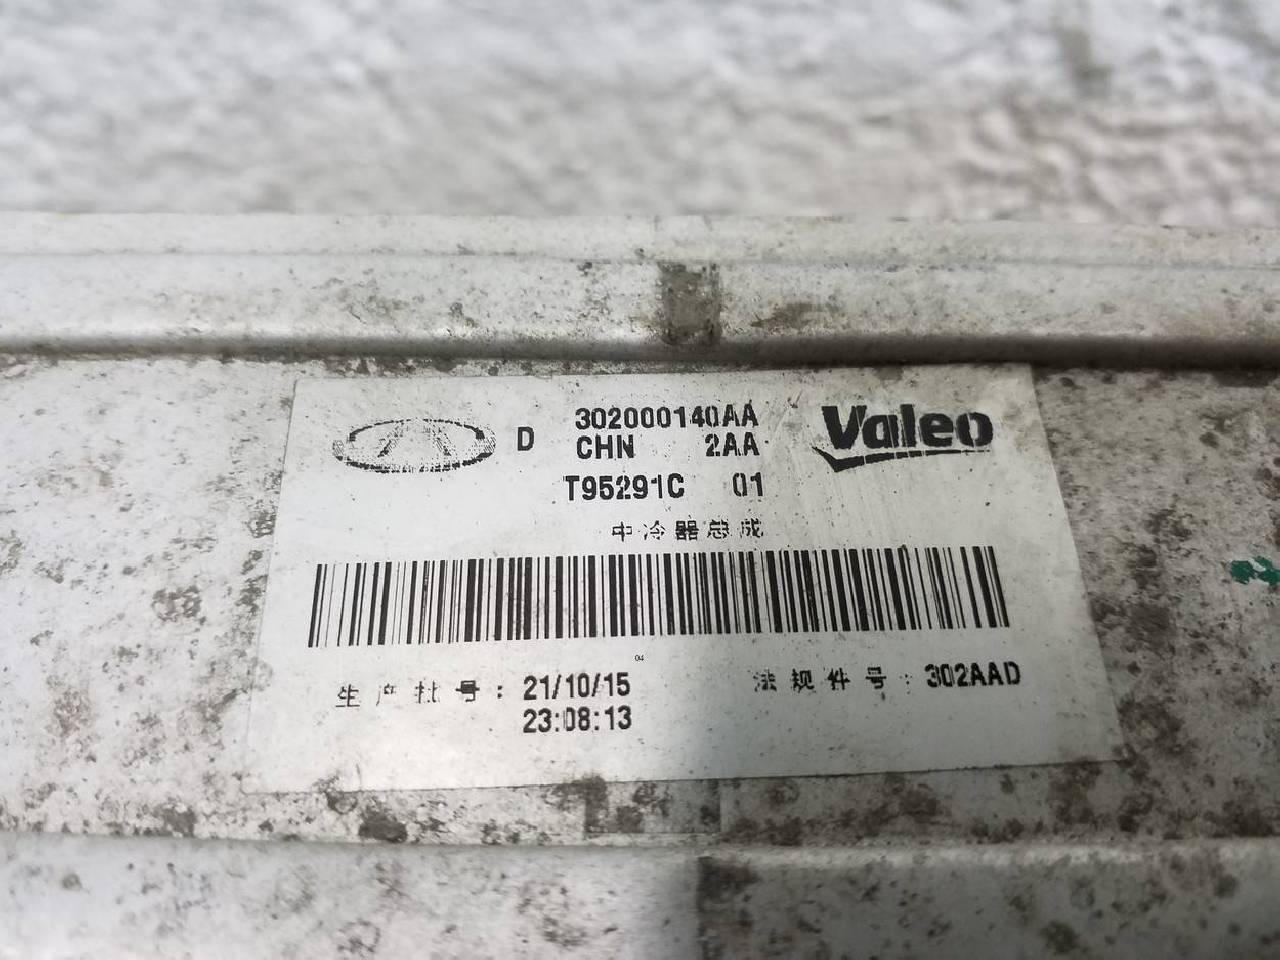 D 302000140AA
CHN 2AA
T95291C 01
Valeo
中冷器总成
04
生产批号: 21/10/15
23:08:13
法规件号: 302AAD